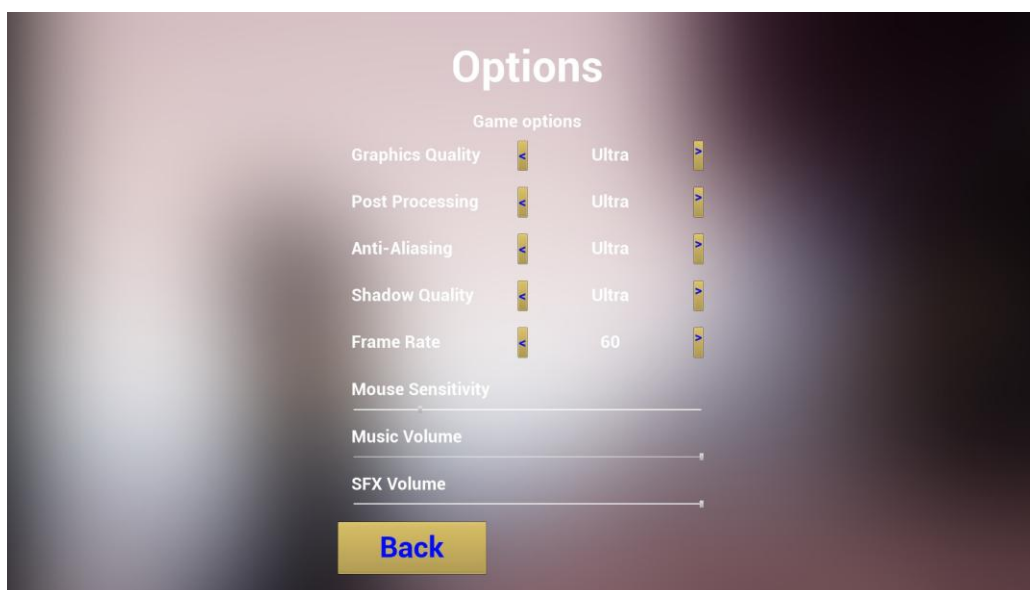 Options
Game options
Graphics Quality < Ultra >
Post Processing < Ultra >
Anti-Aliasing < Ultra >
Shadow Quality < Ultra >
Frame Rate < 60 >
Mouse Sensitivity
Music Volume
SFX Volume
Back